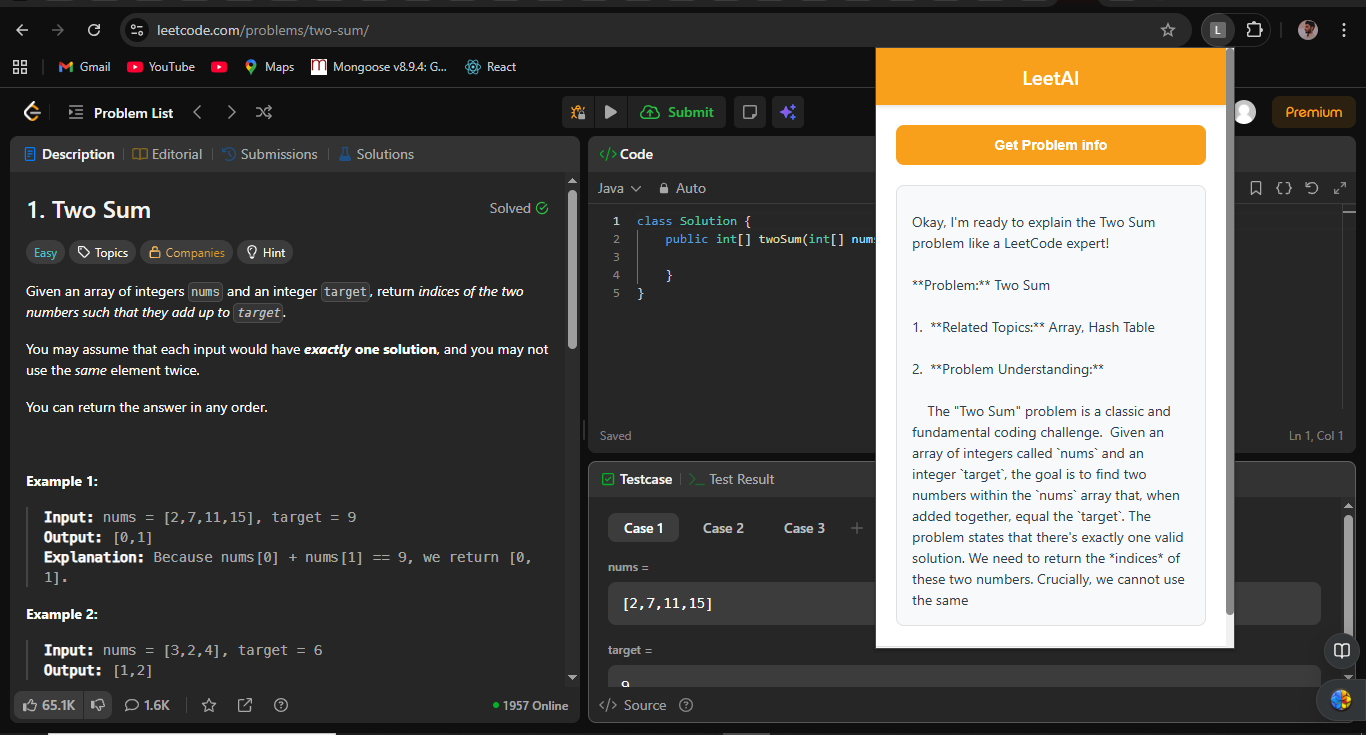 leetcode.com/problems/two-sum/
L
Gmail
YouTube
Maps
Mongoose v8.9.4: G...
React
LeetAI
Problem List
Submit
Premium
Get Problem info
Description
Editorial
Submissions
Solutions
</> Code
Java
Auto
1. Two Sum
Solved
Easy
Topics
Companies
Hint
Given an array of integers nums and an integer target, return indices of the two
numbers such that they add up to target.
You may assume that each input would have exactly one solution, and you may not
use the same element twice.
You can return the answer in any order.
Example 1:
Input: nums = [2,7,11,15], target = 9
Output: [0,1]
Explanation: Because nums[0] + nums[1] == 9, we return [0,
1].
Example 2:
Input: nums = [3,2,4], target = 6
Output: [1,2]
65.1K
1.6K
1957 Online
1 class Solution {
2 public int[] twoSum(int[] nums
3
4 }
5 }
Saved
Ln 1, Col 1
Testcase
Test Result
Case 1
Case 2
Case 3
nums =
[2,7,11,15]
target =
9
</> Source
Okay, I'm ready to explain the Two Sum
problem like a LeetCode expert!
**Problem:** Two Sum
1. **Related Topics:** Array, Hash Table
2. **Problem Understanding:**
The "Two Sum" problem is a classic and
fundamental coding challenge. Given an
array of integers called `nums` and an
integer `target`, the goal is to find two
numbers within the `nums` array that, when
added together, equal the `target`. The
problem states that there's exactly one valid
solution. We need to return the *indices* of
these two numbers. Crucially, we cannot use
the same